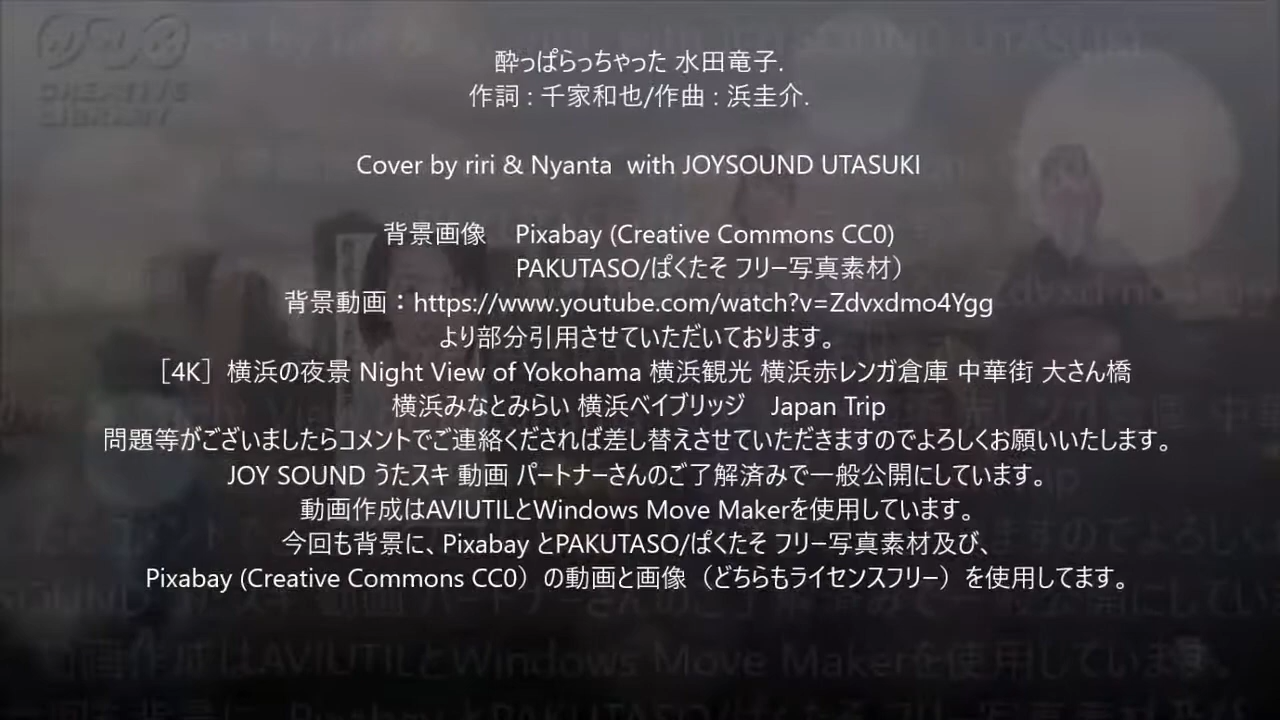 NHK
CREATIVE
LIBRARY
酔っぱらっちゃった 水田竜子.
作詞 : 千家和也/作曲 : 浜圭介.
Cover by riri & Nyanta with JOYSOUND UTASUKI
背景画像 Pixabay (Creative Commons CC0)
PAKUTASO/ぱくたそ フリー写真素材）
背景動画：https://www.youtube.com/watch?v=Zdvxdmo4Ygg
より部分引用させていただいております。
［4K］横浜の夜景 Night View of Yokohama 横浜観光 横浜赤レンガ倉庫 中華街 大さん橋
横浜みなとみらい 横浜ベイブリッジ Japan Trip
問題等がございましたらコメントでご連絡くだされば差し替えさせていただきますのでよろしくお願いいたします。
JOY SOUND うたスキ 動画 パートナーさんのご了解済みで一般公開にしています。
動画作成はAVIUTILとWindows Move Makerを使用しています。
今回も背景に、Pixabay とPAKUTASO/ぱくたそ フリー写真素材及び、
Pixabay (Creative Commons CC0）の動画と画像（どちらもライセンスフリー）を使用してます。